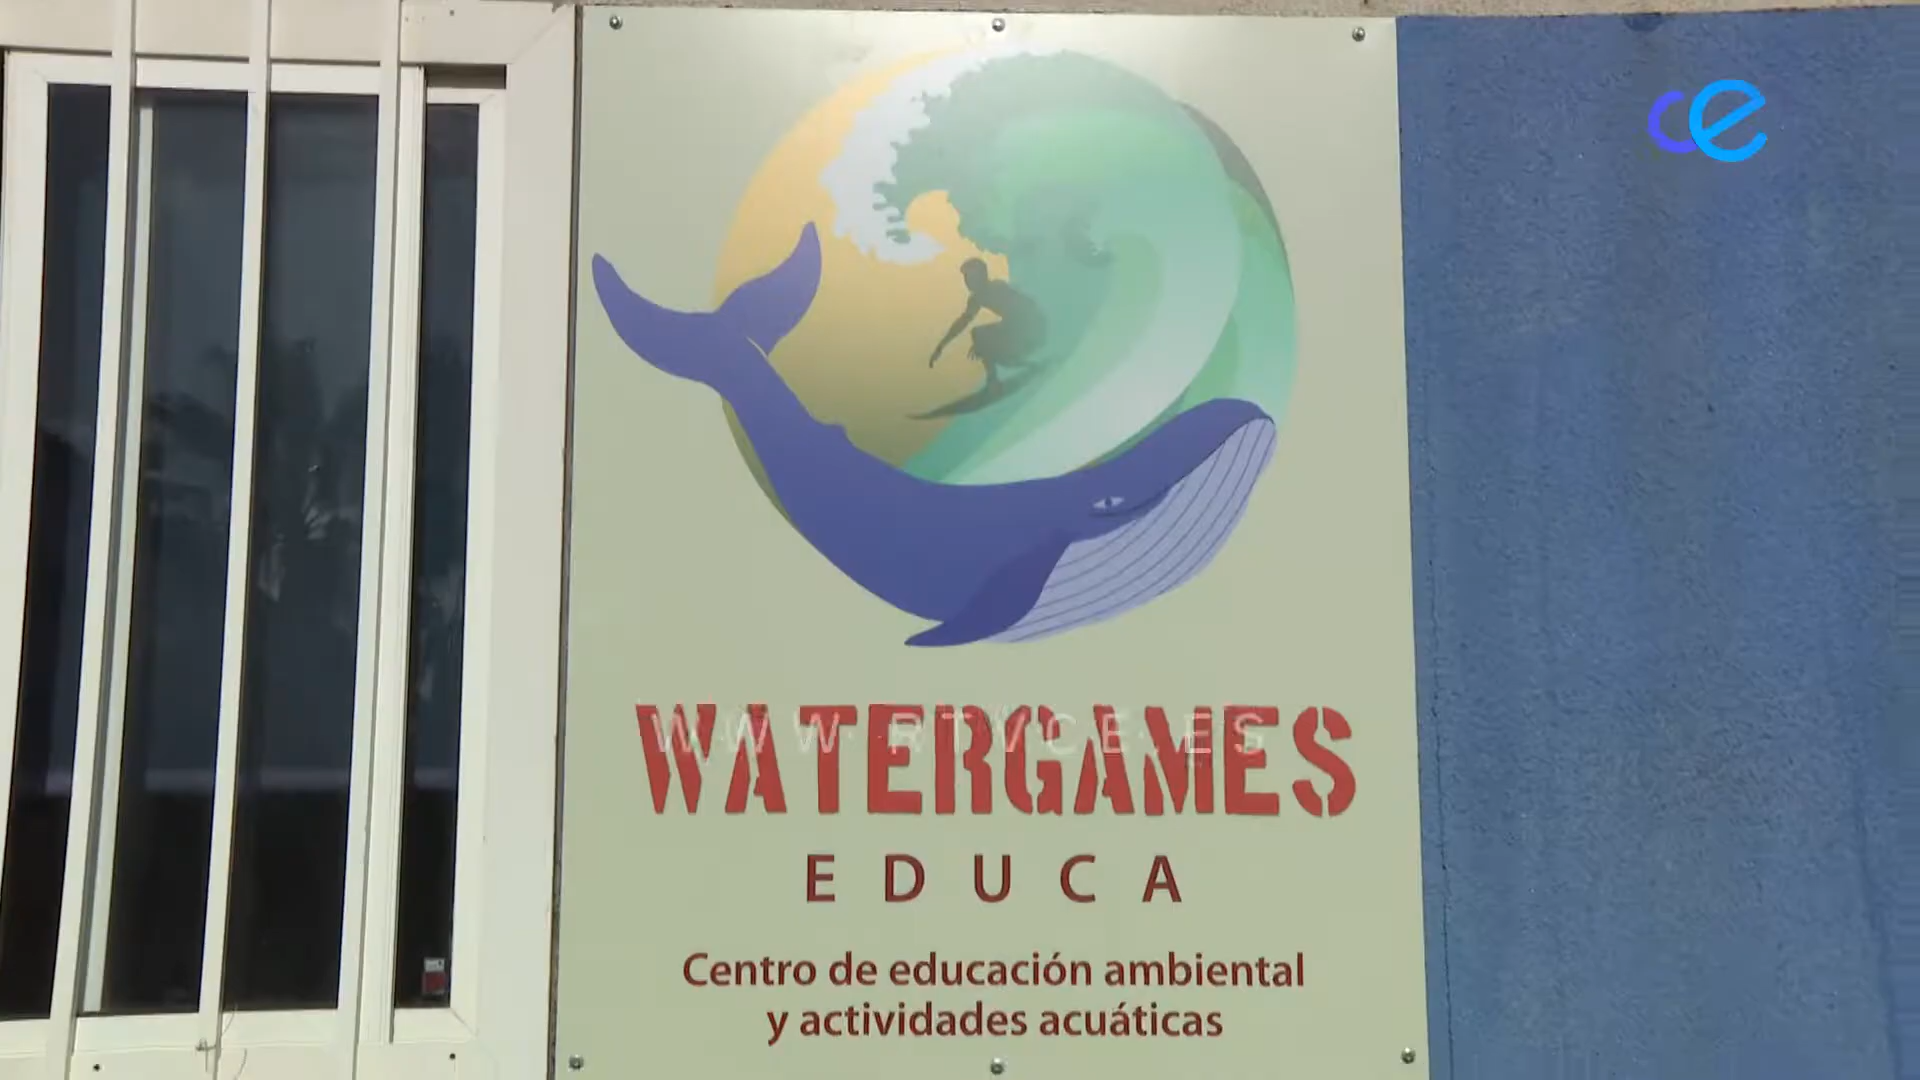 ce
WATERGAMES
WWW.RTVCE.ES
EDUCA
Centro de educación ambiental
y actividades acuáticas